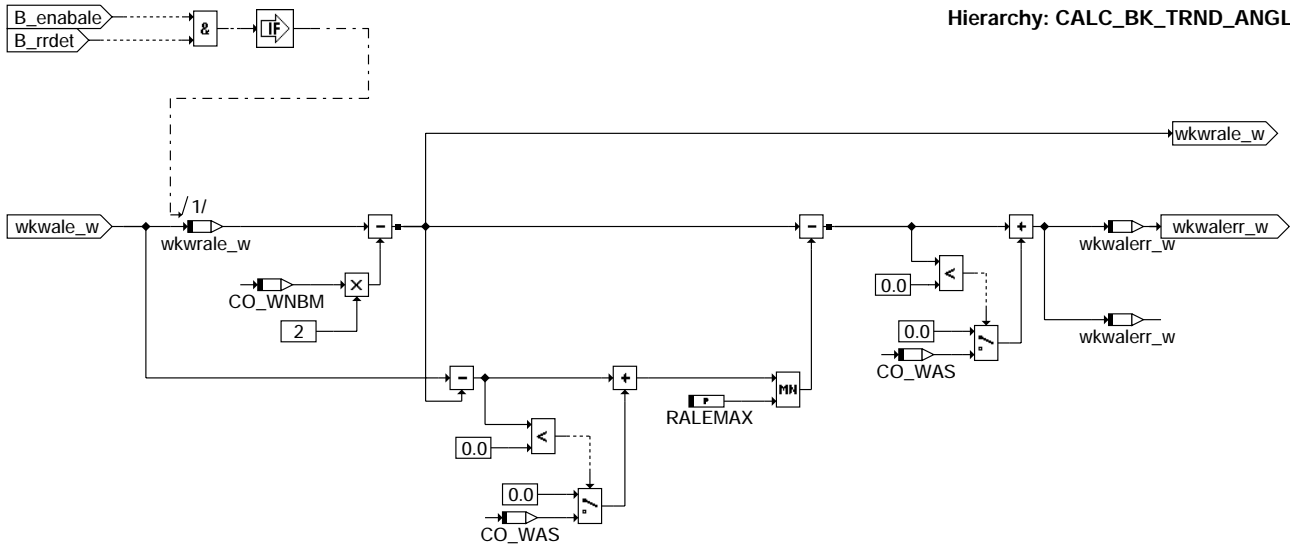 Hierarchy: CALC_BK_TRND_ANGL
B_enabale
B_rrdet
&
IF
wkwrale_w
/1/
wkwale_w
wkwrale_w
-
-
+
wkwalerr_w
wkwalerr_w
CO_WNBM
×
2
<
0.0
0.0
CO_WAS
wkwalerr_w
-
+
MN
P
RALEMAX
<
0.0
0.0
CO_WAS